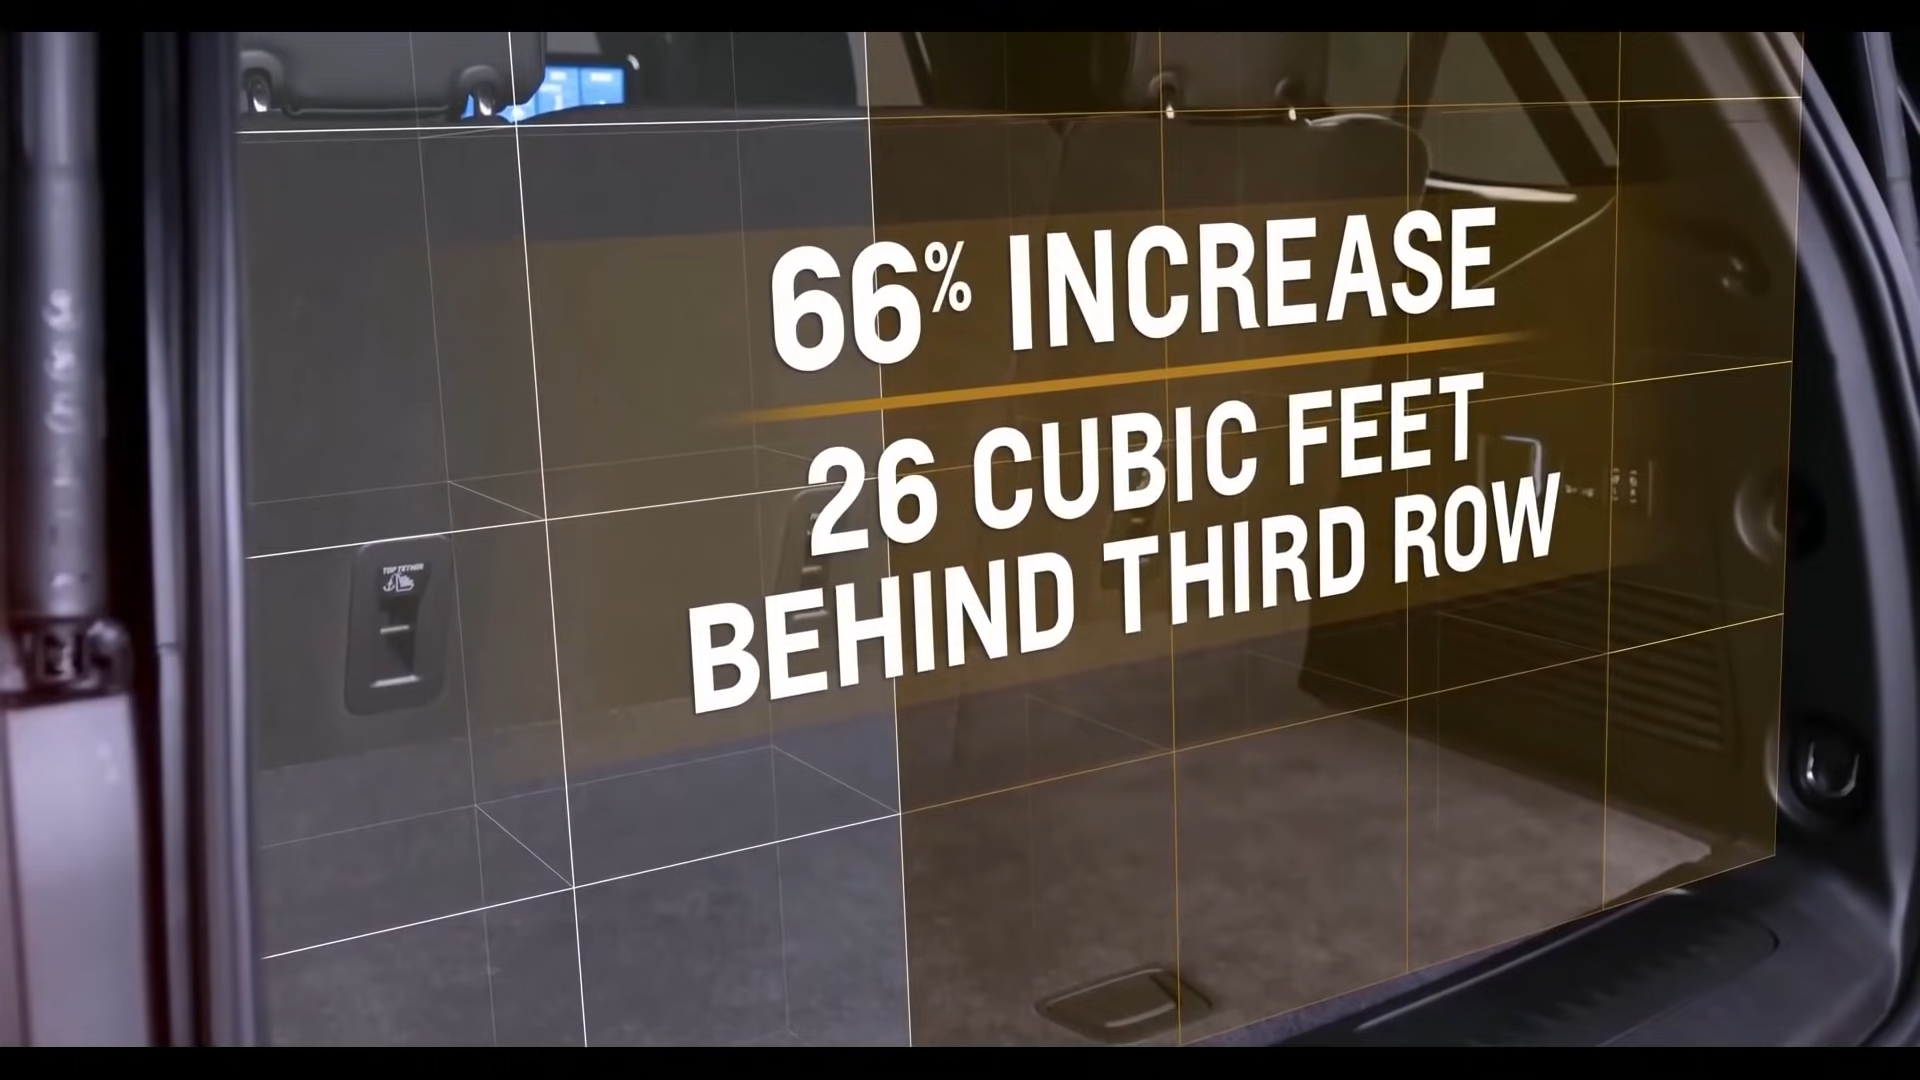 66% INCREASE
26 CUBIC FEET
BEHIND THIRD ROW
TOP TETHER